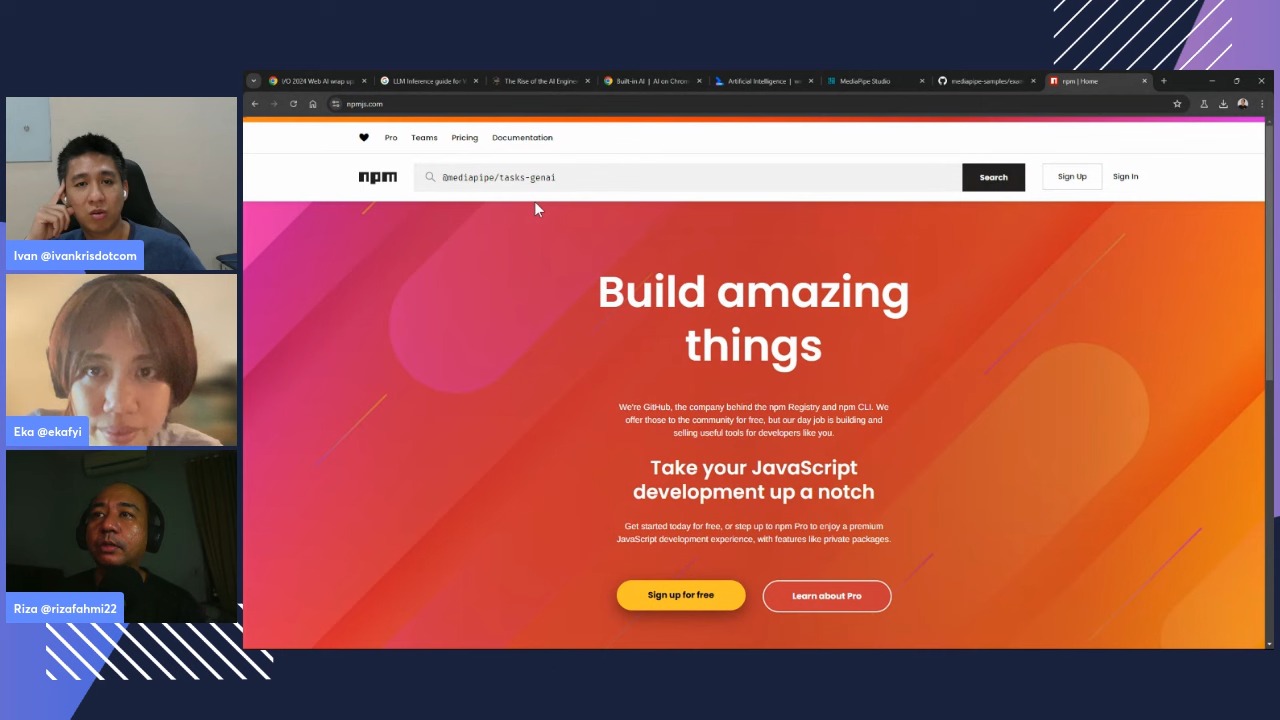 I/O 2024 Web AI wrap up
LLM Inference guide for
The Rise of the AI Engine
Built-in AI | AI on Chrom
Artificial Intelligence |
MediaPipe Studio
mediapipe-samples/exam
npm | Home
npmjs.com
Pro
Teams
Pricing
Documentation
npm
@mediapipe/tasks-genai
Search
Sign Up
Sign In
Build amazing
things
We're GitHub, the company behind the npm Registry and npm CLI. We
offer those to the community for free, but our day job is building and
selling useful tools for developers like you.
Take your JavaScript
development up a notch
Get started today for free, or step up to npm Pro to enjoy a premium
JavaScript development experience, with features like private packages.
Sign up for free
Learn about Pro
Ivan @ivankrisdotcom
Eka @ekafyi
Riza @rizafahmi22